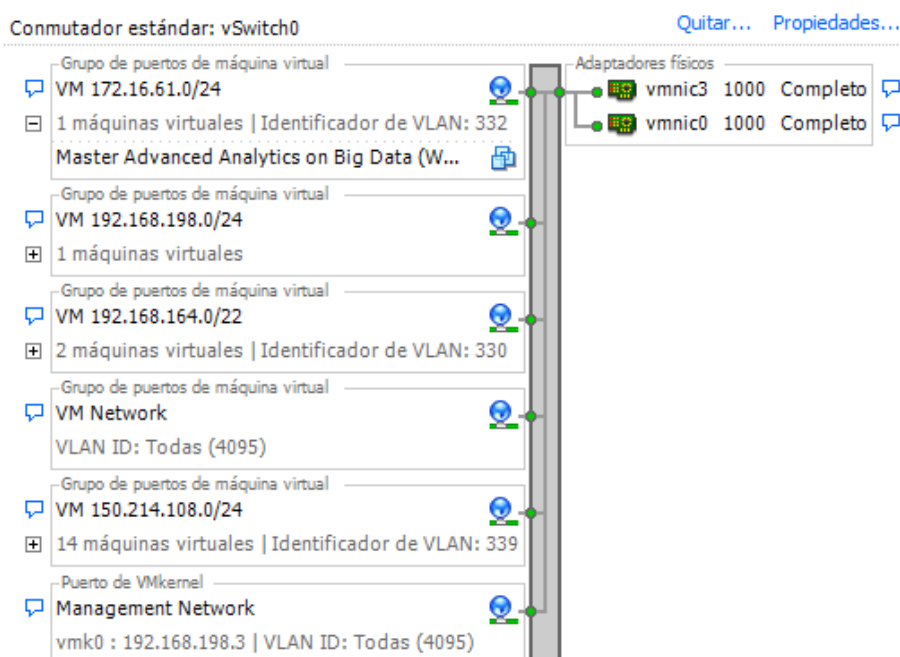 Conmutador estándar: vSwitch0
Quitar... Propiedades...
Grupo de puertos de máquina virtual
VM 172.16.61.0/24
1 máquinas virtuales | Identificador de VLAN: 332
Master Advanced Analytics on Big Data (W...
Adaptadores físicos
vmnic3 1000 Completo
vmnic0 1000 Completo
Grupo de puertos de máquina virtual
VM 192.168.198.0/24
1 máquinas virtuales
Grupo de puertos de máquina virtual
VM 192.168.164.0/22
2 máquinas virtuales | Identificador de VLAN: 330
Grupo de puertos de máquina virtual
VM Network
VLAN ID: Todas (4095)
Grupo de puertos de máquina virtual
VM 150.214.108.0/24
14 máquinas virtuales | Identificador de VLAN: 339
Puerto de VMkernel
Management Network
vmk0 : 192.168.198.3 | VLAN ID: Todas (4095)